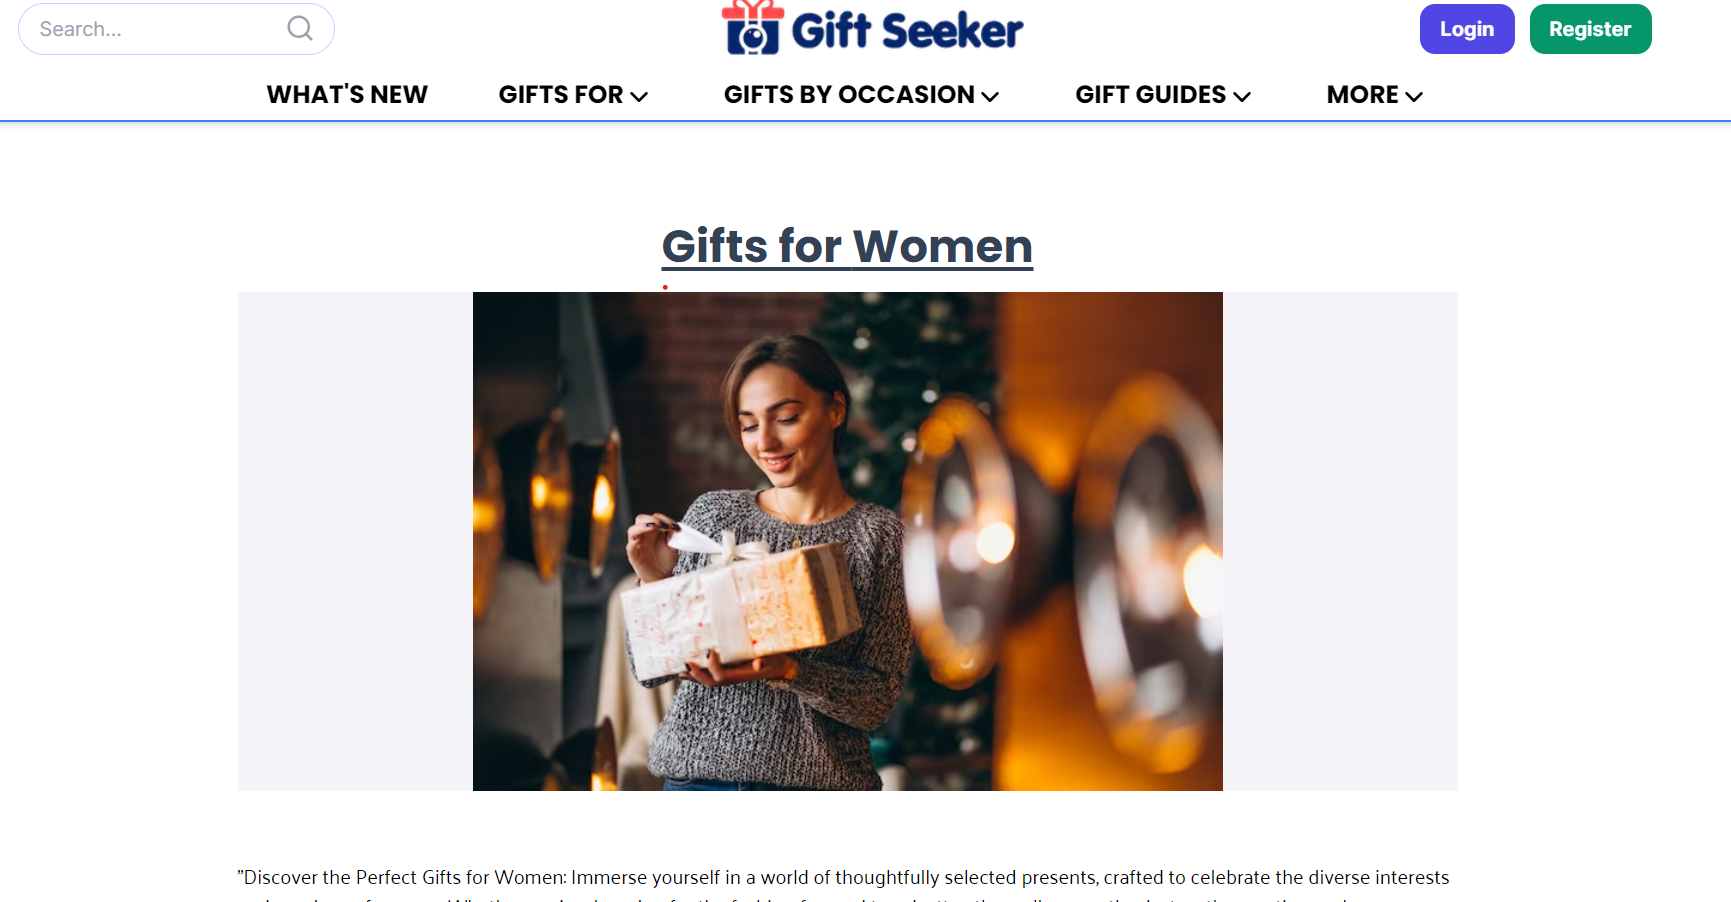 Search...
Gift Seeker
Login
Register
WHAT'S NEW
GIFTS FOR
GIFTS BY OCCASION
GIFT GUIDES
MORE
Gifts for Women
"Discover the Perfect Gifts for Women: Immerse yourself in a world of thoughtfully selected presents, crafted to celebrate the diverse interests